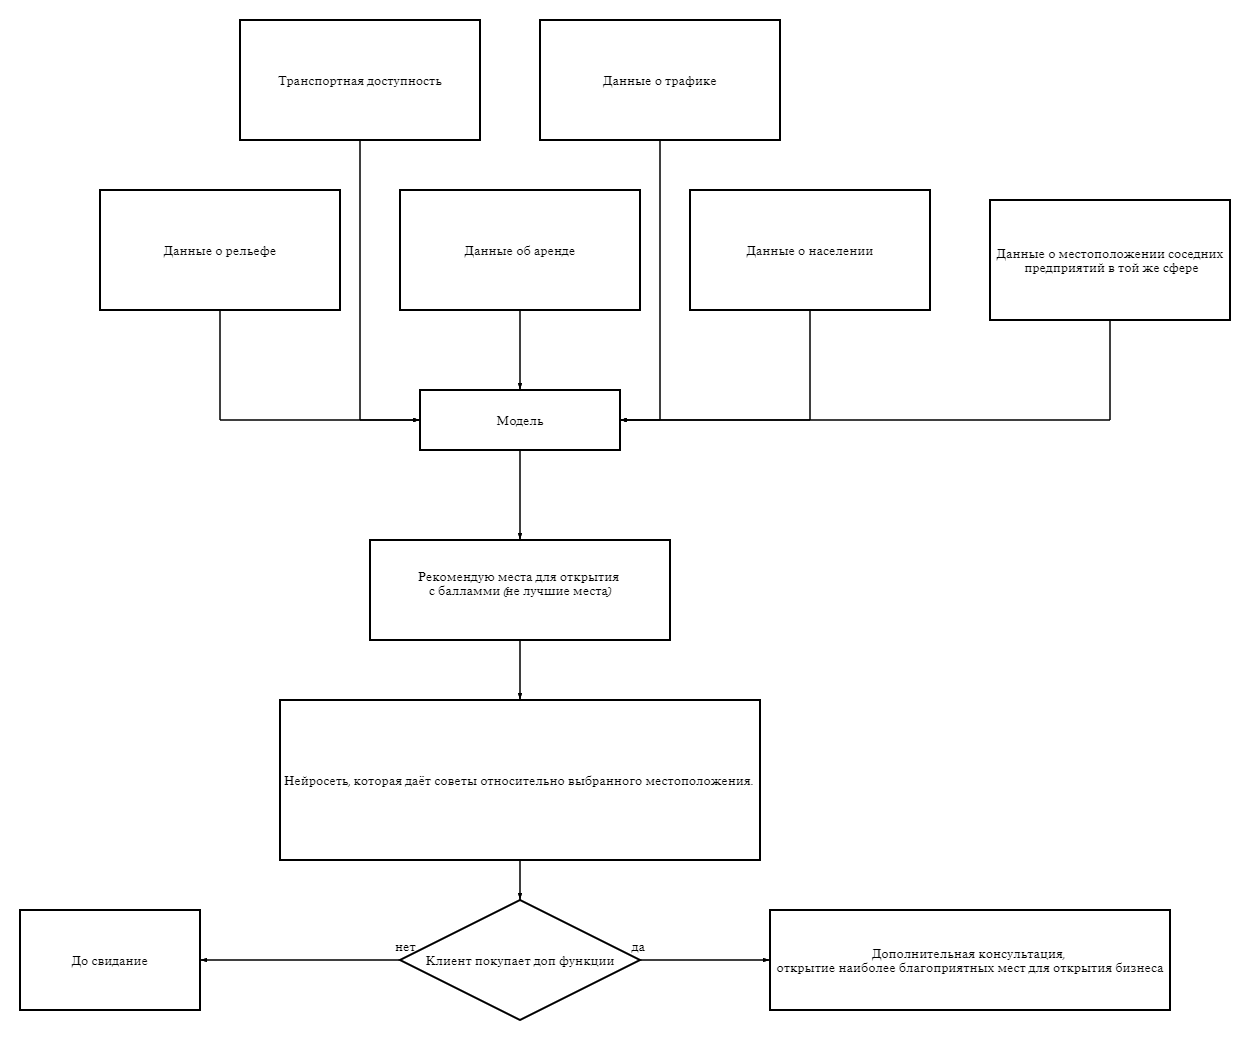 Транспортная доступность
Данные о трафике
Данные о рельефе
Данные об аренде
Данные о населении
Данные о местоположении соседних
предприятий в той же сфере
Модель
Рекомендую места для открытия
с балламми (не лучшие места)
Нейросеть, которая даёт советы относительно выбранного местоположения.
нет
да
До свидание
Клиент покупает доп функции
Дополнительная консультация,
открытие наиболее благоприятных мест для открытия бизнеса